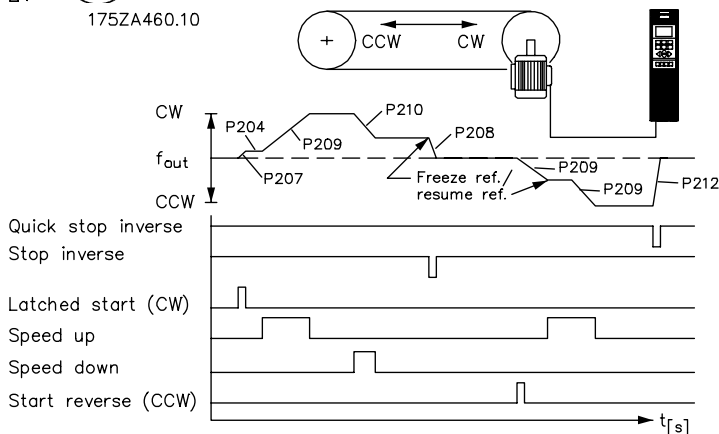 175ZA460.10
+
CCW
CW
CW
P204
P209
P210
P208
fout
P207
Freeze ref./
resume ref.
P209
P209
P212
CCW
Quick stop inverse
Stop inverse
Latched start (CW)
Speed up
Speed down
Start reverse (CCW)
t[s]